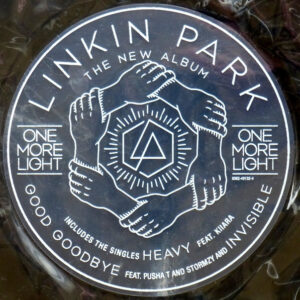 LINKIN PARK
THE NEW ALBUM
ONE
MORE
LIGHT
ONE
MORE
LIGHT
INCLUDES THE SINGLES HEAVY FEAT. KIIARA
GOOD GOODBYE FEAT. PUSHA T AND STORMZY AND INVISIBLE